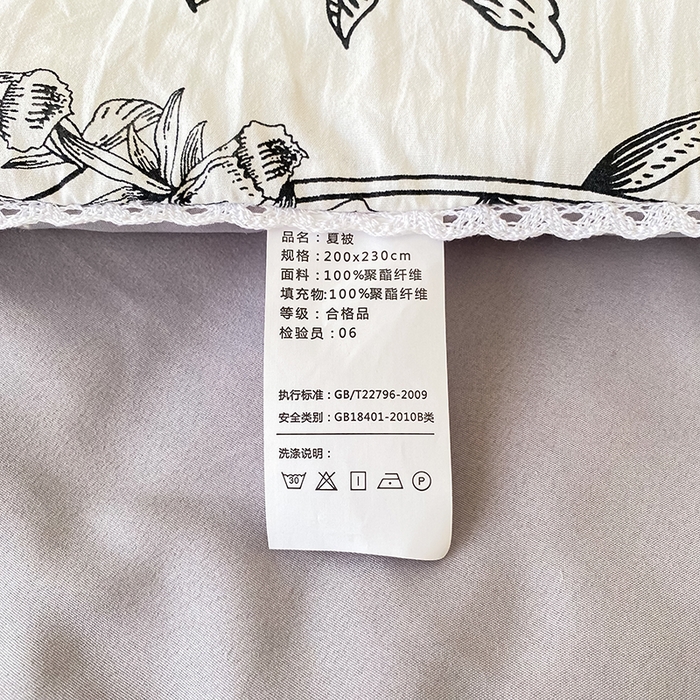 品名：夏被
规格：200x230cm
面料：100%聚酯纤维
填充物:100%聚酯纤维
等级：合格品
检验员：06
执行标准：GB/T22796-2009
安全类别：GB18401-2010B类
洗涤说明：
30 P